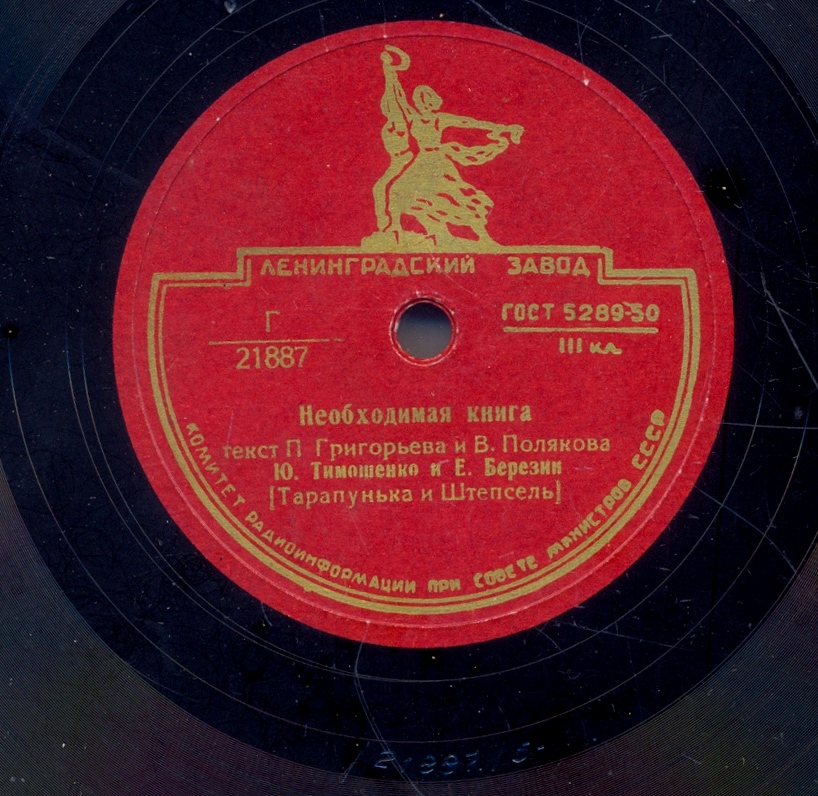 ЛЕНИНГРАДСКИЙ ЗАВОД
Г
21887
ГОСТ 5289-50
III кл
Необходимая книга
текст П Григорьева и В. Полякова
Ю. Тимошенко и Е. Березин
[Тарапунька и Штепсель]
КОМИТЕТ РАДИОИНФОРМАЦИИ ПРИ СОВЕТЕ МИНИСТРОВ СССР